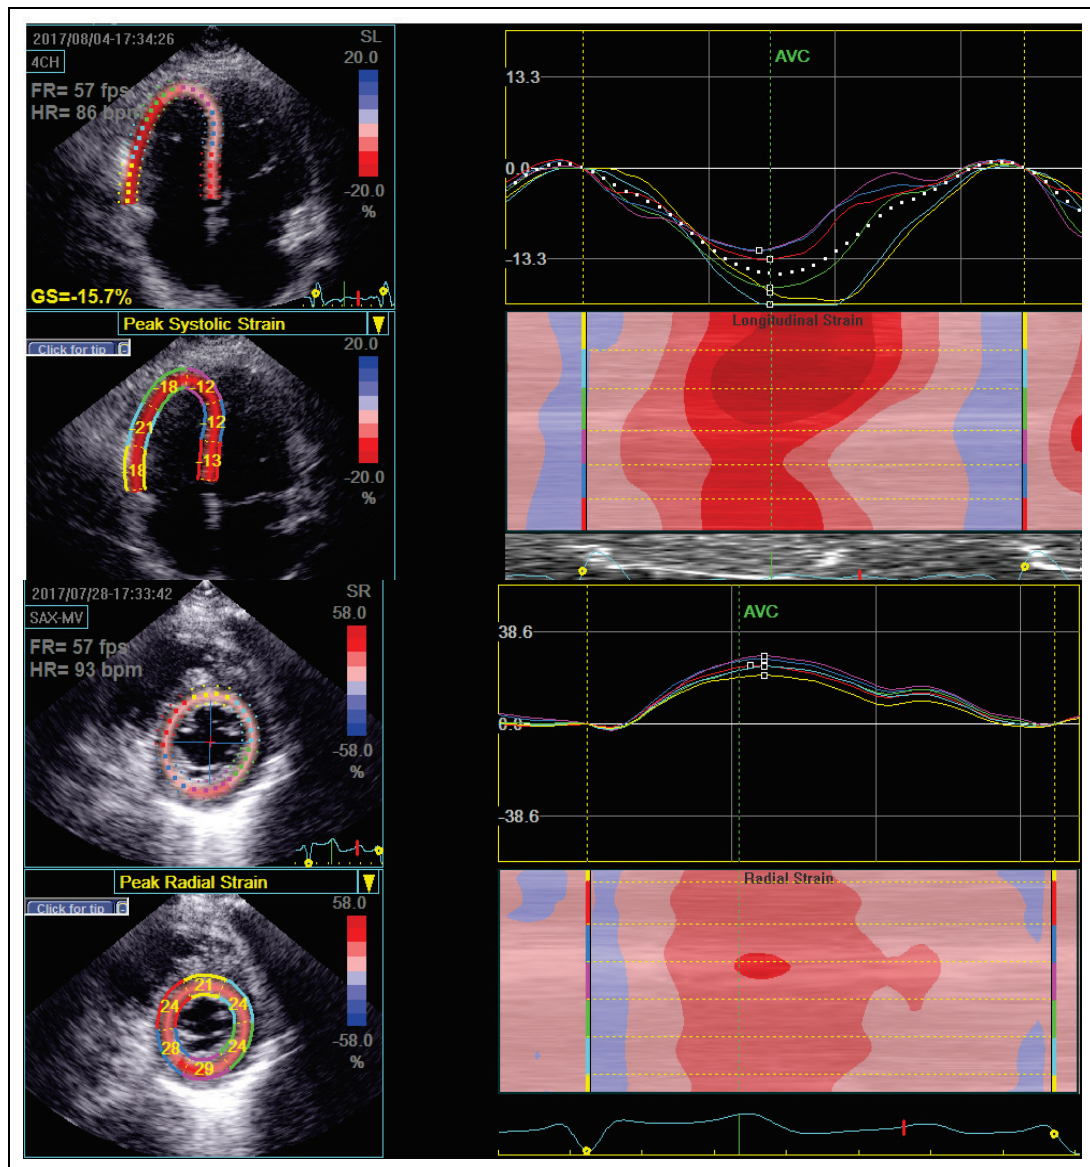 2017/08/04-17:34:26
SL
4CH
20.0
FR= 57 fps
HR= 86 bpm
-20.0
%
GS=-15.7%
AVC
13.3
0.0
-13.3
Peak Systolic Strain
Click for tip
20.0
-18
-12
-21
-12
-18
-13
-20.0
%
Longitudinal Strain
2017/07/28-17:33:42
SR
SAX-MV
58.0
FR= 57 fps
HR= 93 bpm
-58.0
%
AVC
38.6
0.0
-38.6
Peak Radial Strain
Click for tip
58.0
21
24
24
28
24
29
-58.0
%
Radial Strain